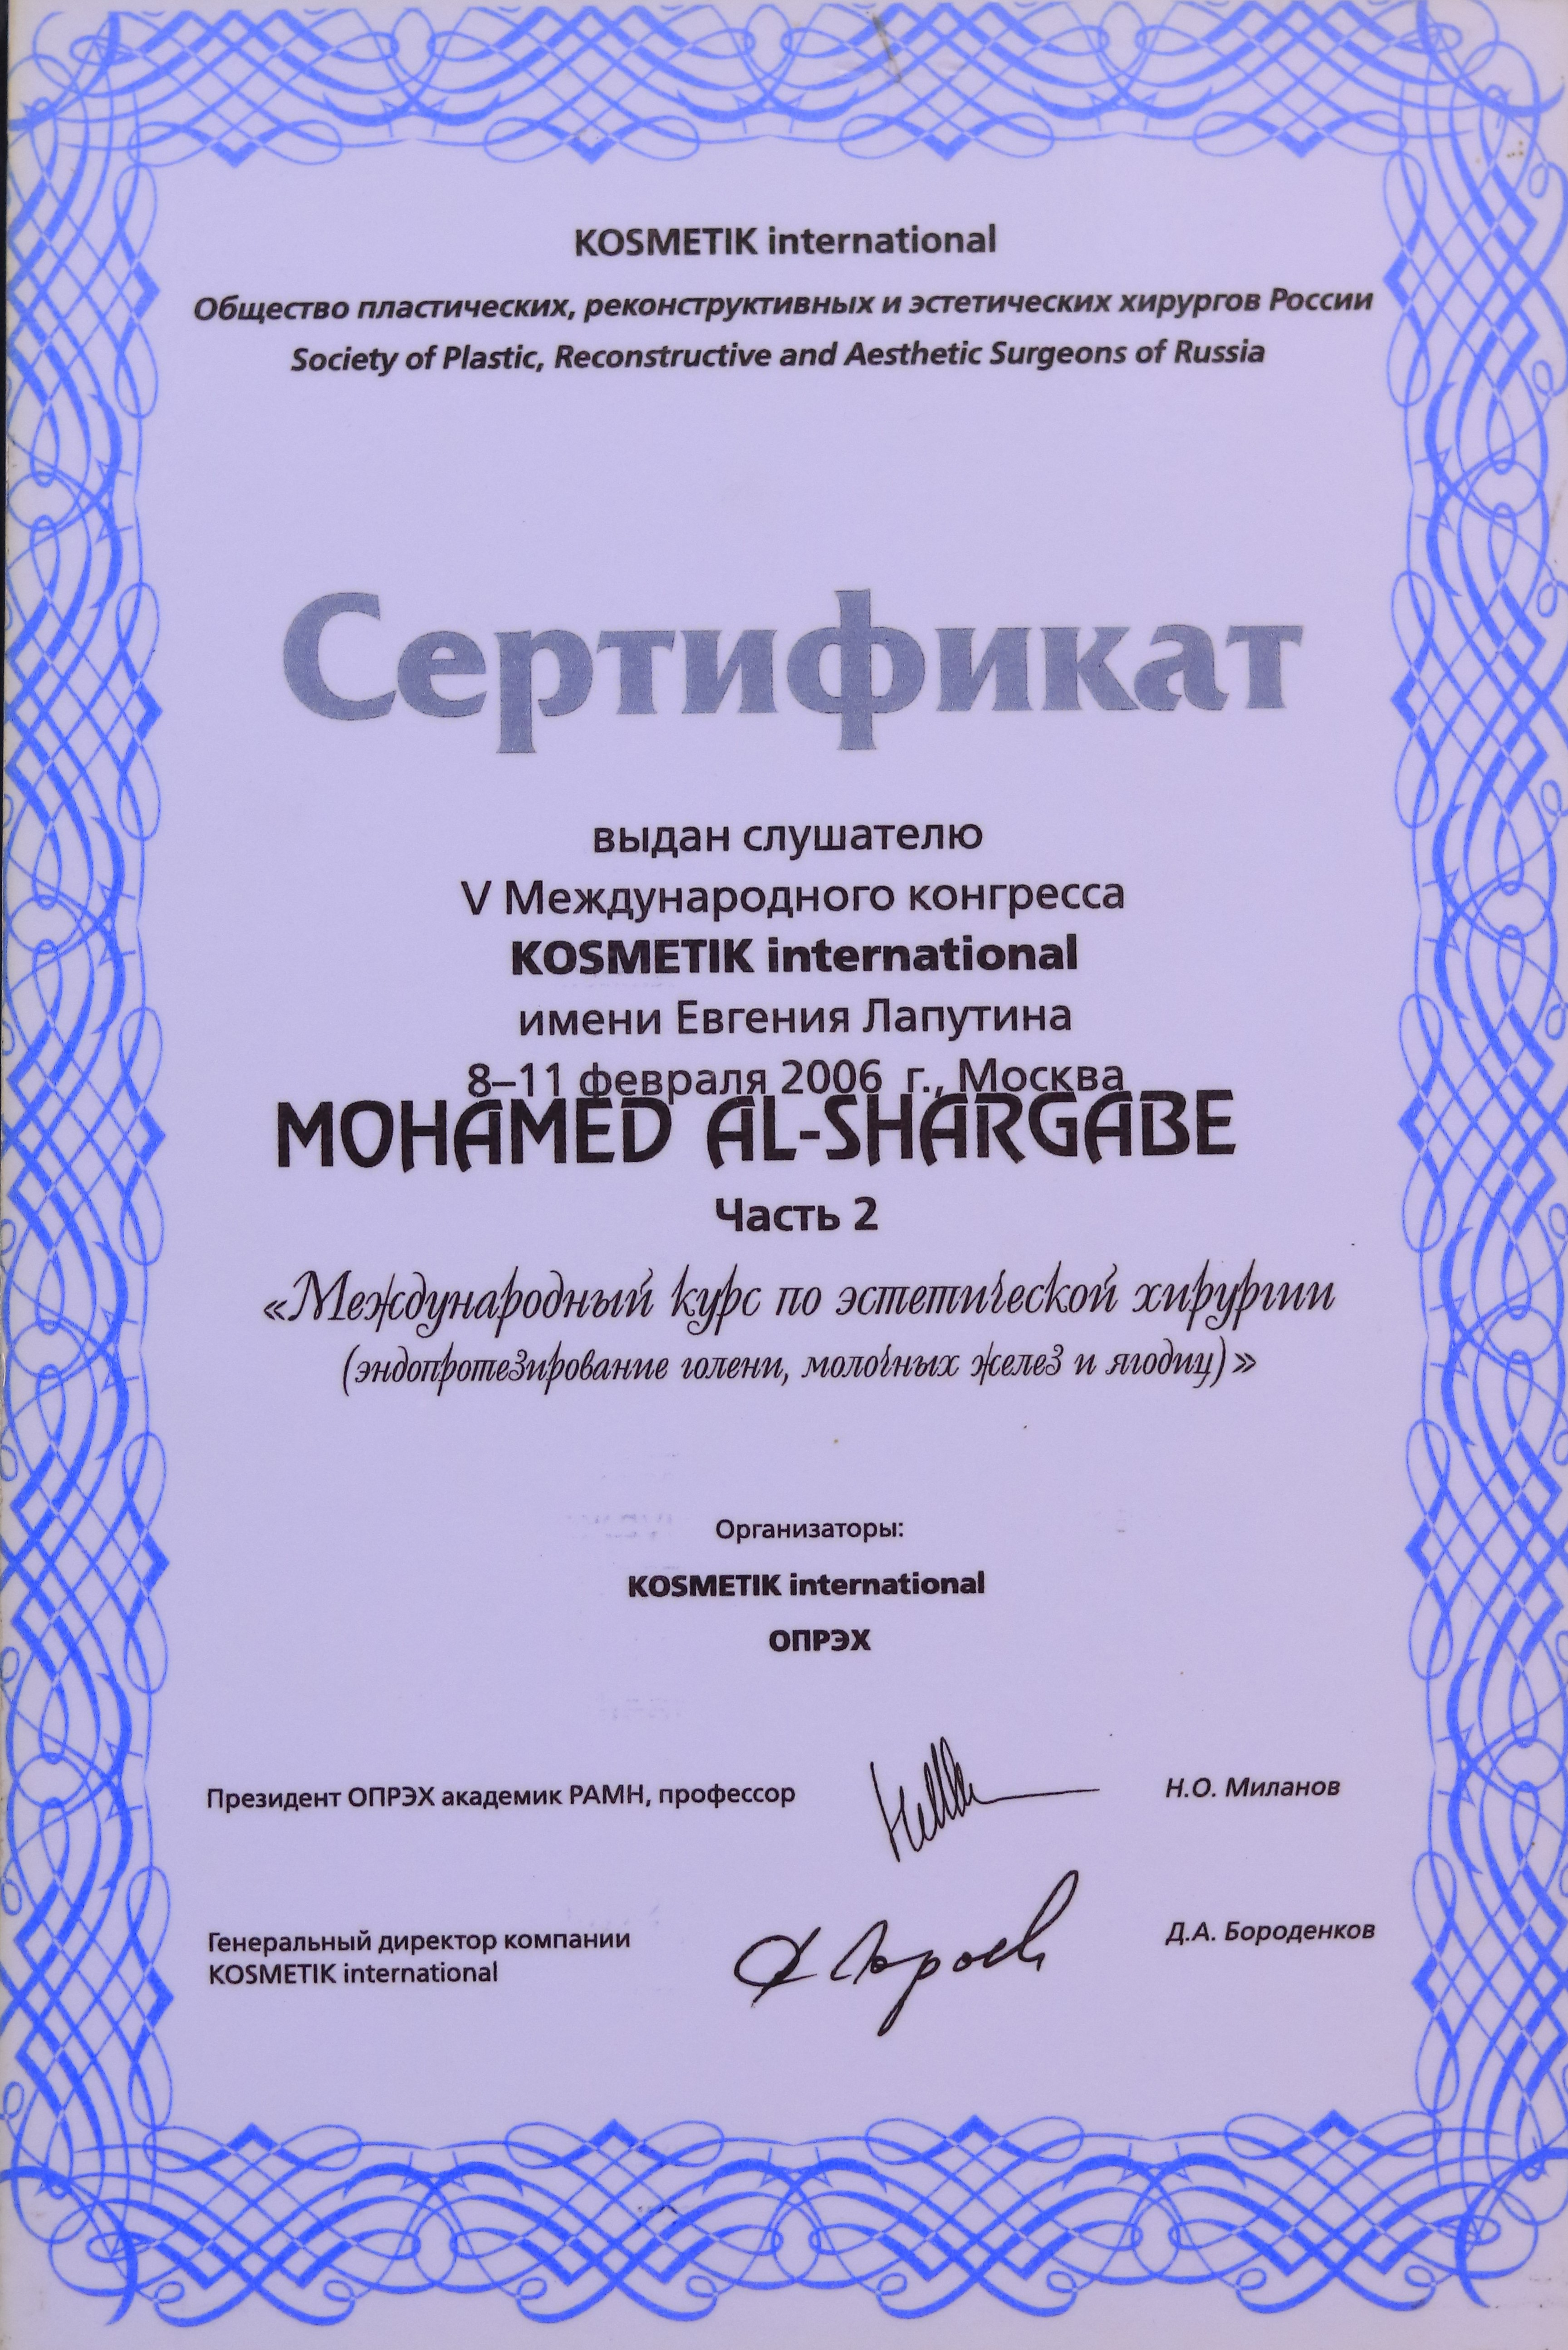 KOSMETIK international
Общество пластических, реконструктивных и эстетических хирургов России
Society of Plastic, Reconstructive and Aesthetic Surgeons of Russia
Сертификат
выдан слушателю
V Международного конгресса
KOSMETIK international
имени Евгения Лапутина
8–11 февраля 2006 г., Москва
MOHAMED AL-SHARGABE
Часть 2
«Международный курс по эстетической хирургии
(эндопротезирование голени, молочных желез и ягодиц)»
Организаторы:
KOSMETIK international
ОПРЭХ
Президент ОПРЭХ академик РАМН, профессор
Н.О. Миланов
Генеральный директор компании
KOSMETIK international
Д.А. Бороденков